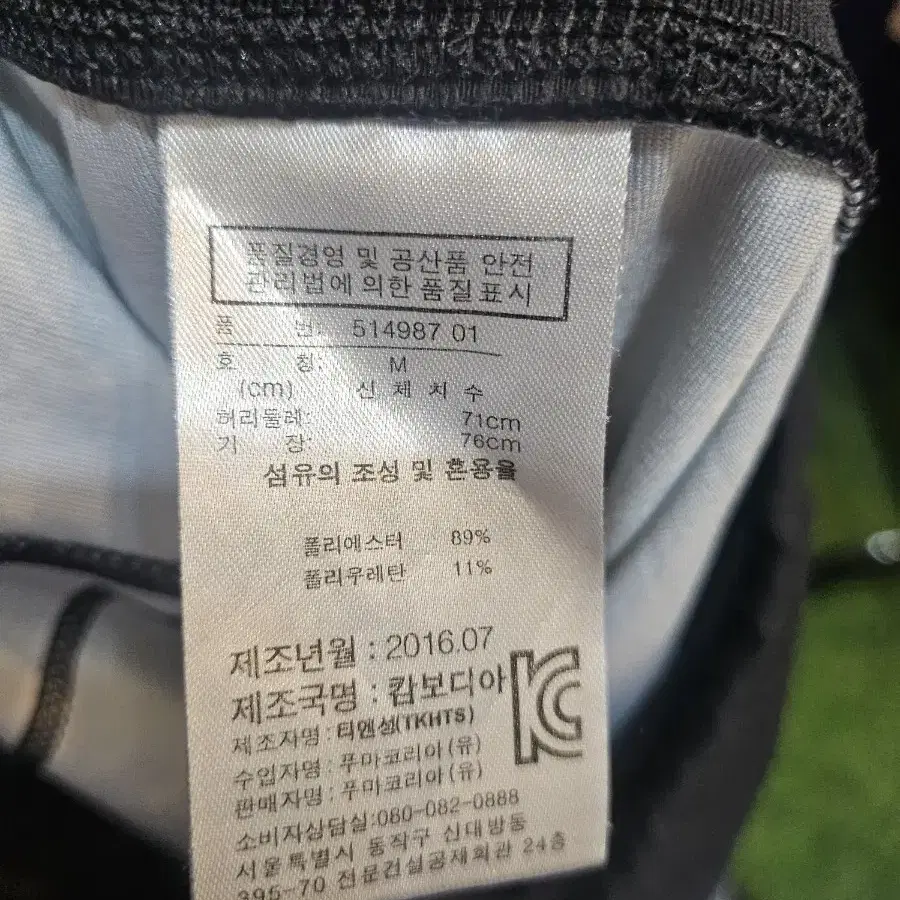 품질경영 및 공산품 안전
관리법에 의한 품질표시
품 번: 514987 01
호 칭: M
(cm) 신 체 치 수
허리둘레: 71cm
기 장: 76cm
섬유의 조성 및 혼용율
폴리에스터 89%
폴리우레탄 11%
제조년월 : 2016.07
제조국명 : 캄보디아
제조자명 : 티엔성(TKHTS)
수입자명 : 푸마코리아(유)
판매자명 : 푸마코리아(유)
소비자상담실:080-082-0888
서울특별시 동작구 신대방동
395-70 전문건설공제회관 24층
KC